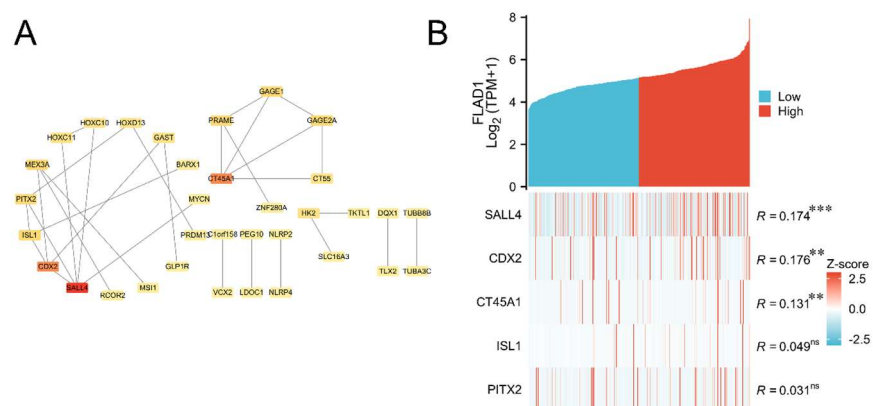 A
GAGE1
PRAME
GAGE2A
CT45A1
CT55
ZNF280A
HOXC10
HOXD13
HOXC11
GAST
MEX3A
BARX1
PITX2
MYCN
ISL1
PRDM13
CDX2
GLP1R
SALL4
RCOR2
MSI1
C1orf158
PEG10
NLRP2
VCX2
LDOC1
NLRP4
HK2
TKTL1
SLC16A3
DQX1
TUBB8B
TLX2
TUBA3C
B
FLAD1
Log2 (TPM+1)
8
6
4
2
0
Low
High
SALL4
R = 0.174***
CDX2
R = 0.176**
CT45A1
R = 0.131**
ISL1
R = 0.049ns
PITX2
R = 0.031ns
Z-score
2.5
0.0
-2.5